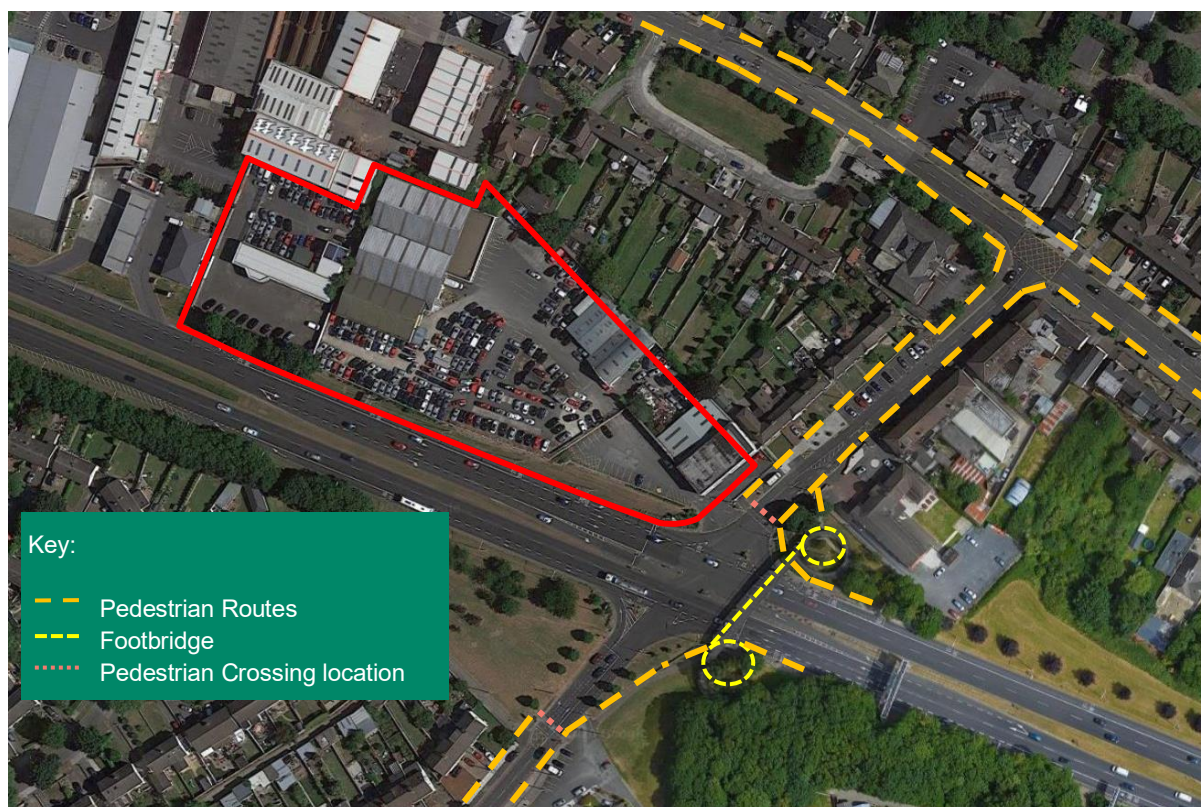 Key:
Pedestrian Routes
Footbridge
Pedestrian Crossing location